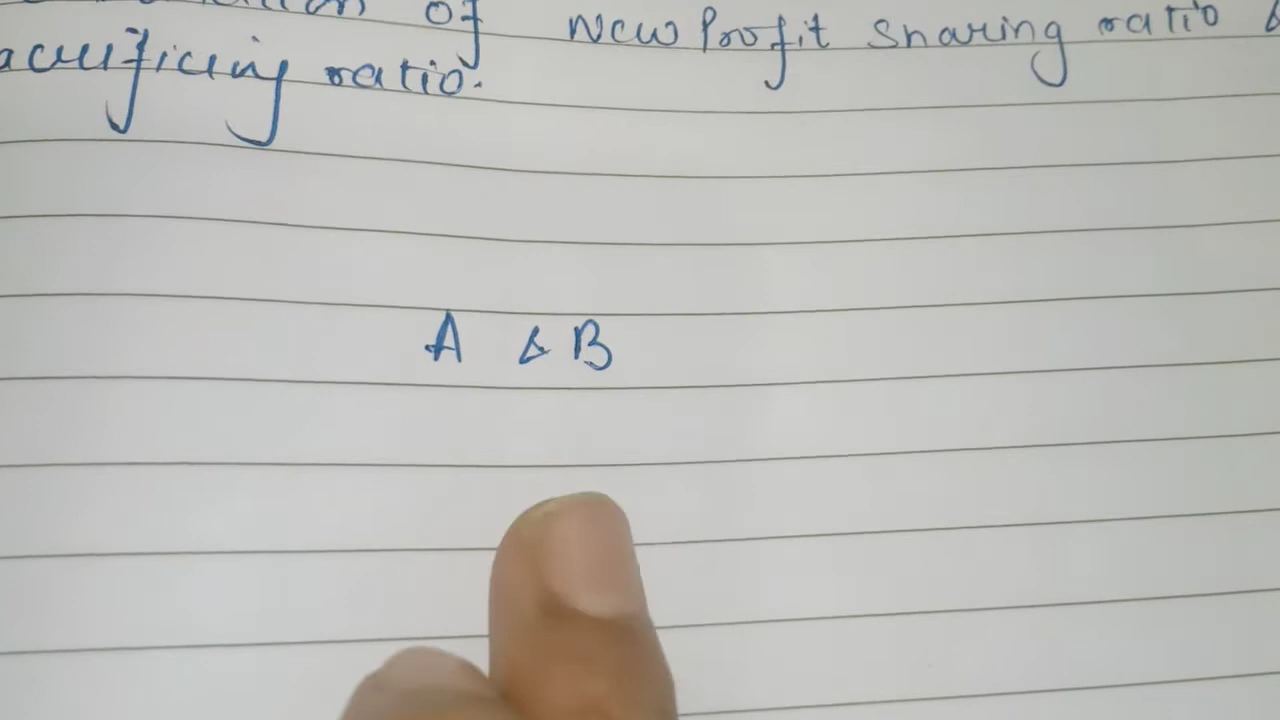 of New Profit sharing ratio &
acrificing ratio.
A & B